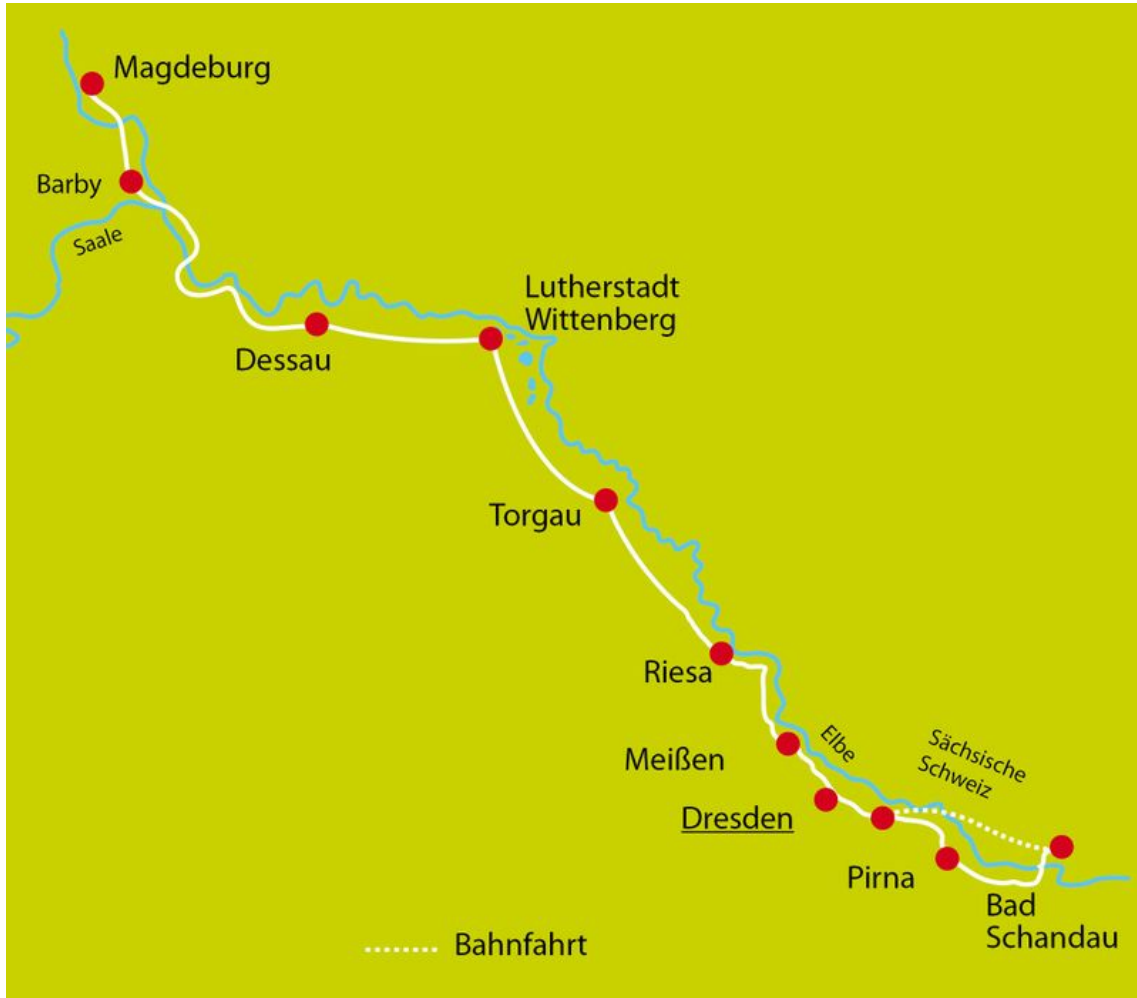 Magdeburg
Barby
Saale
Lutherstadt
Wittenberg
Dessau
Torgau
Riesa
Meißen
Elbe
Sächsische
Schweiz
Dresden
Pirna
Bad
Schandau
Bahnfahrt